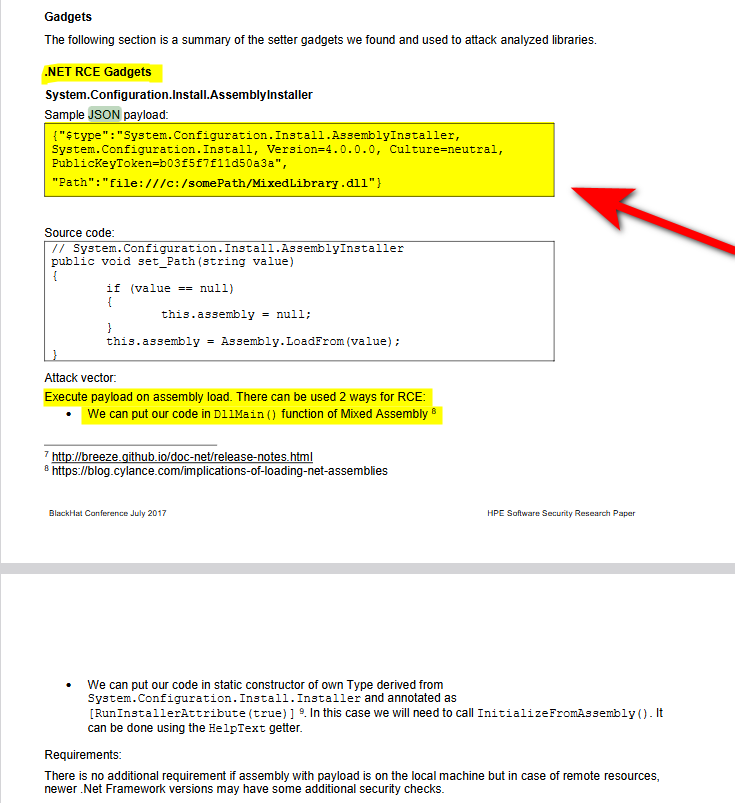 Gadgets
The following section is a summary of the setter gadgets we found and used to attack analyzed libraries.
.NET RCE Gadgets
System.Configuration.Install.AssemblyInstaller
Sample JSON payload:
{"$type":"System.Configuration.Install.AssemblyInstaller,
System.Configuration.Install, Version=4.0.0.0, Culture=neutral,
PublicKeyToken=b03f5f7f11d50a3a",
"Path":"file:///c:/somePath/MixedLibrary.dll"}
Source code:
// System.Configuration.Install.AssemblyInstaller
public void set_Path(string value)
{
if (value == null)
{
this.assembly = null;
}
this.assembly = Assembly.LoadFrom(value);
}
Attack vector:
Execute payload on assembly load. There can be used 2 ways for RCE:
• We can put our code in DllMain() function of Mixed Assembly 8
7 http://breeze.github.io/doc-net/release-notes.html
8 https://blog.cylance.com/implications-of-loading-net-assemblies
BlackHat Conference July 2017 HPE Software Security Research Paper
• We can put our code in static constructor of own Type derived from
System.Configuration.Install.Installer and annotated as
[RunInstallerAttribute(true)] 9. In this case we will need to call InitializeFromAssembly(). It
can be done using the HelpText getter.
Requirements:
There is no additional requirement if assembly with payload is on the local machine but in case of remote resources,
newer .Net Framework versions may have some additional security checks.